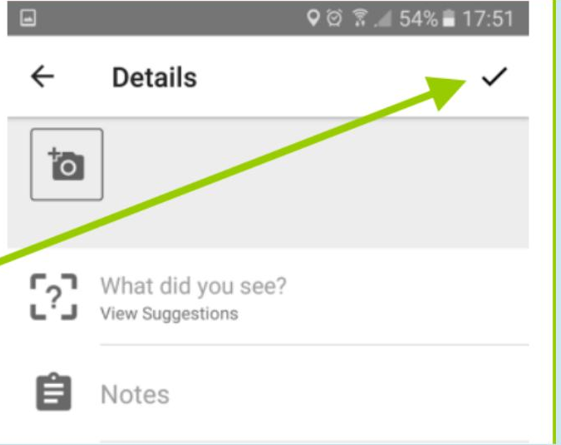 54% 17:51
Details
What did you see?
View Suggestions
Notes